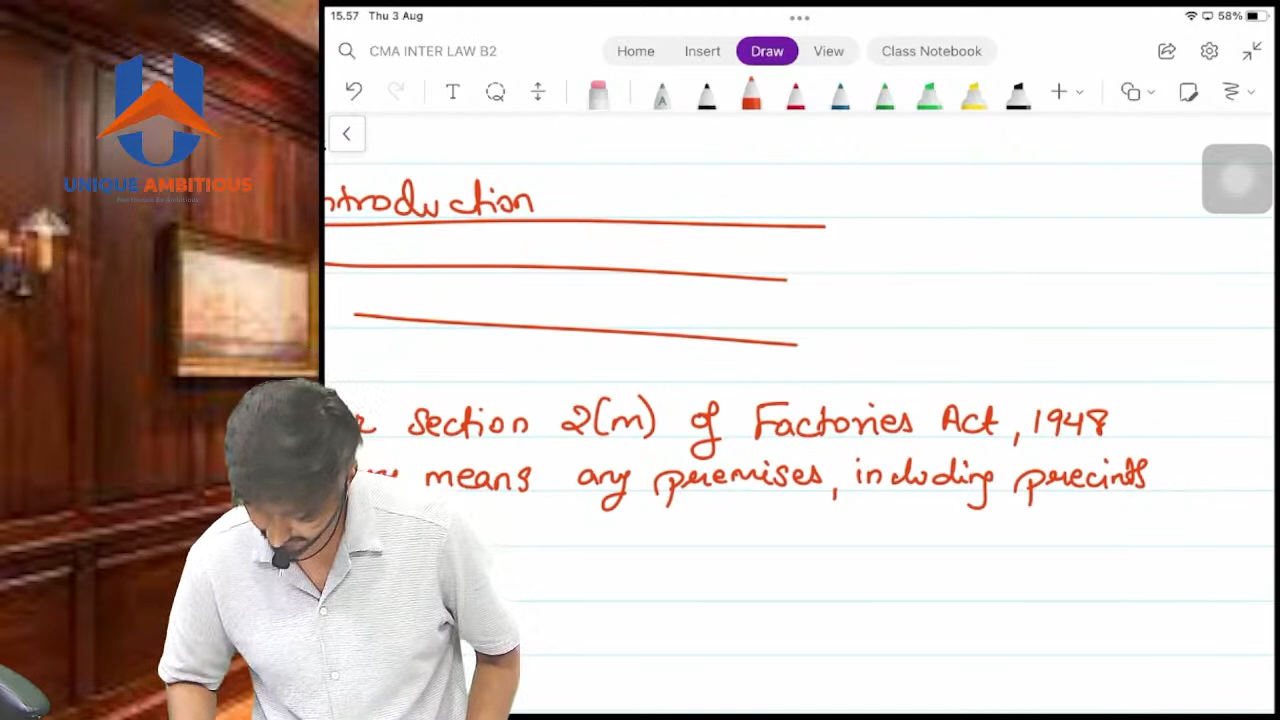 15.57 Thu 3 Aug
58%
CMA INTER LAW B2
Home Insert Draw View Class Notebook
UNIQUE AMBITIOUS
ntroduction
section 2(m) of Factories Act, 1948
means any premises, including precints